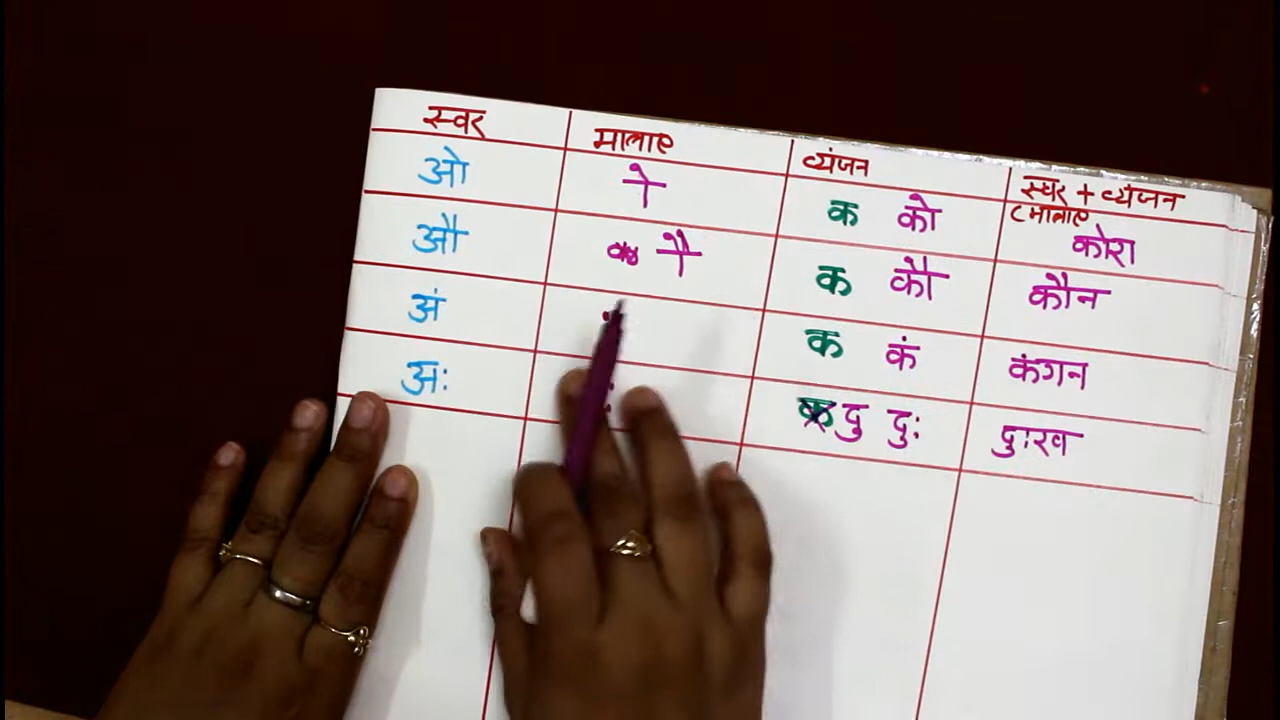 स्वर मात्राए व्यंजन स्वर + व्यंजन
(मात्राए
ओ ो क को कोरा
औ ौ क कौ कौन
अं ं क कं कंगन
अः ः दु दुः दुःख